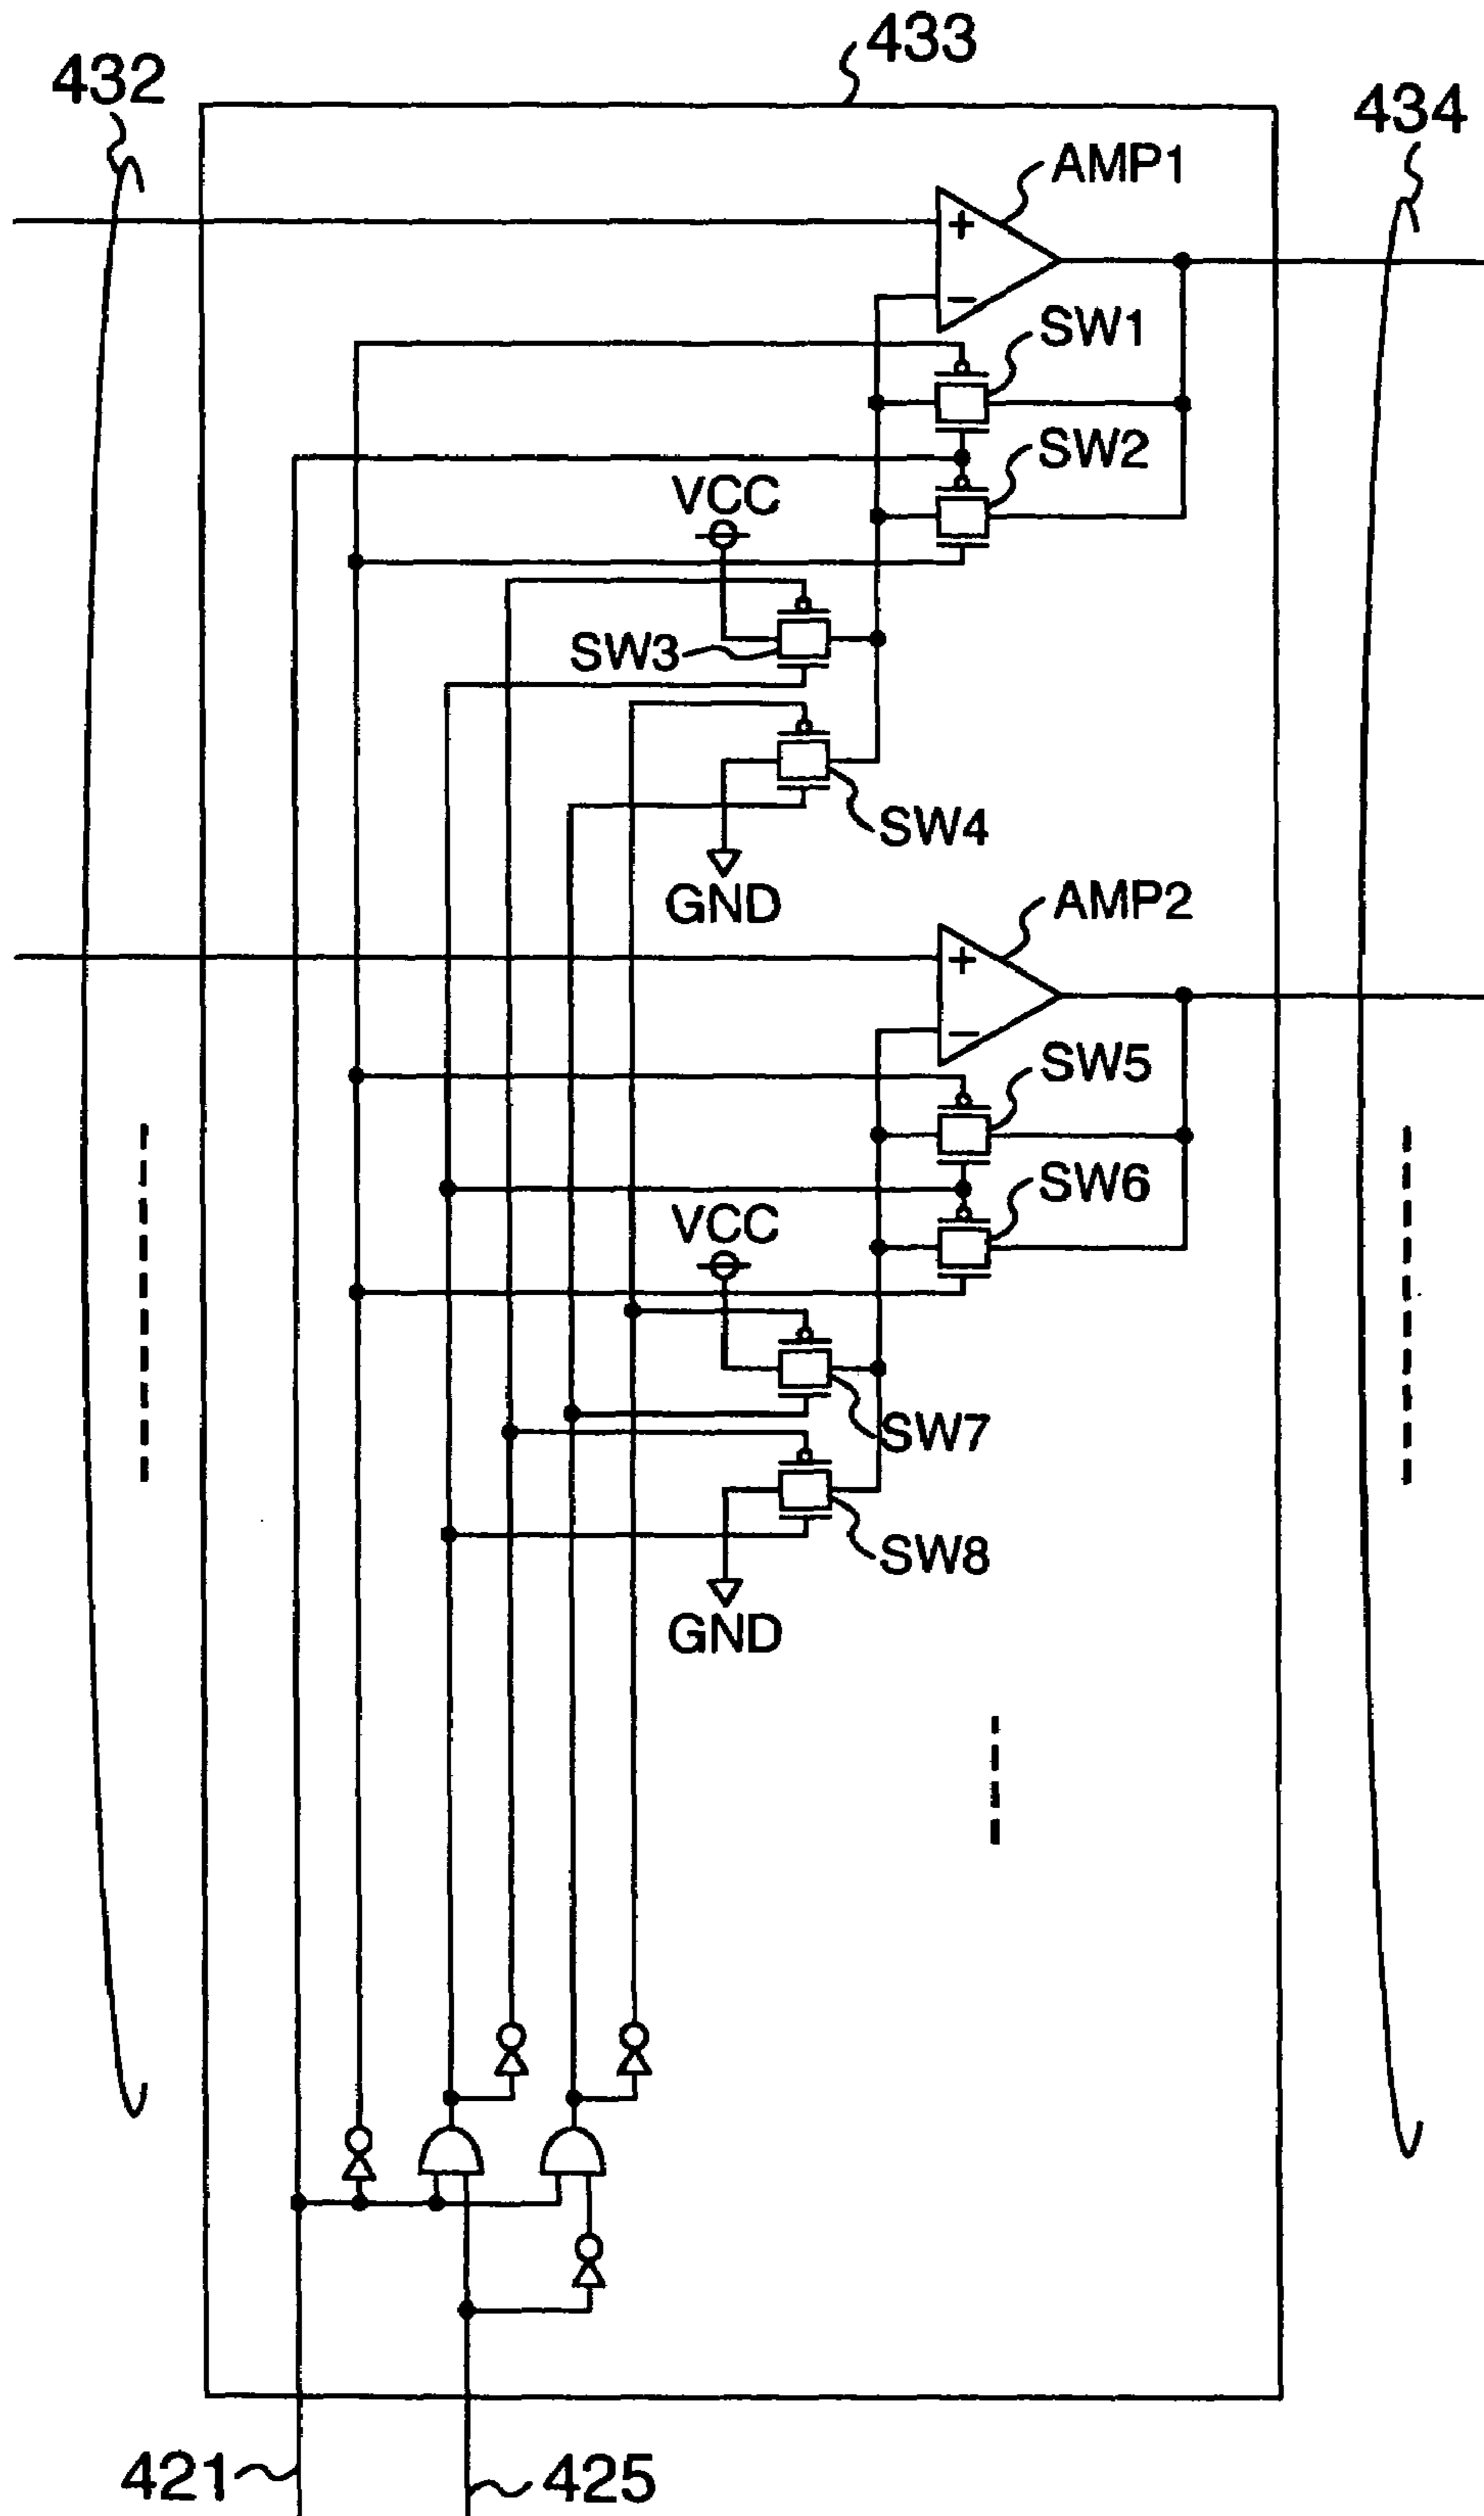 433
432
434
AMP1
+
−
SW1
SW2
VCC
SW3
SW4
GND
AMP2
+
−
SW5
SW6
VCC
SW7
SW8
GND
421
425